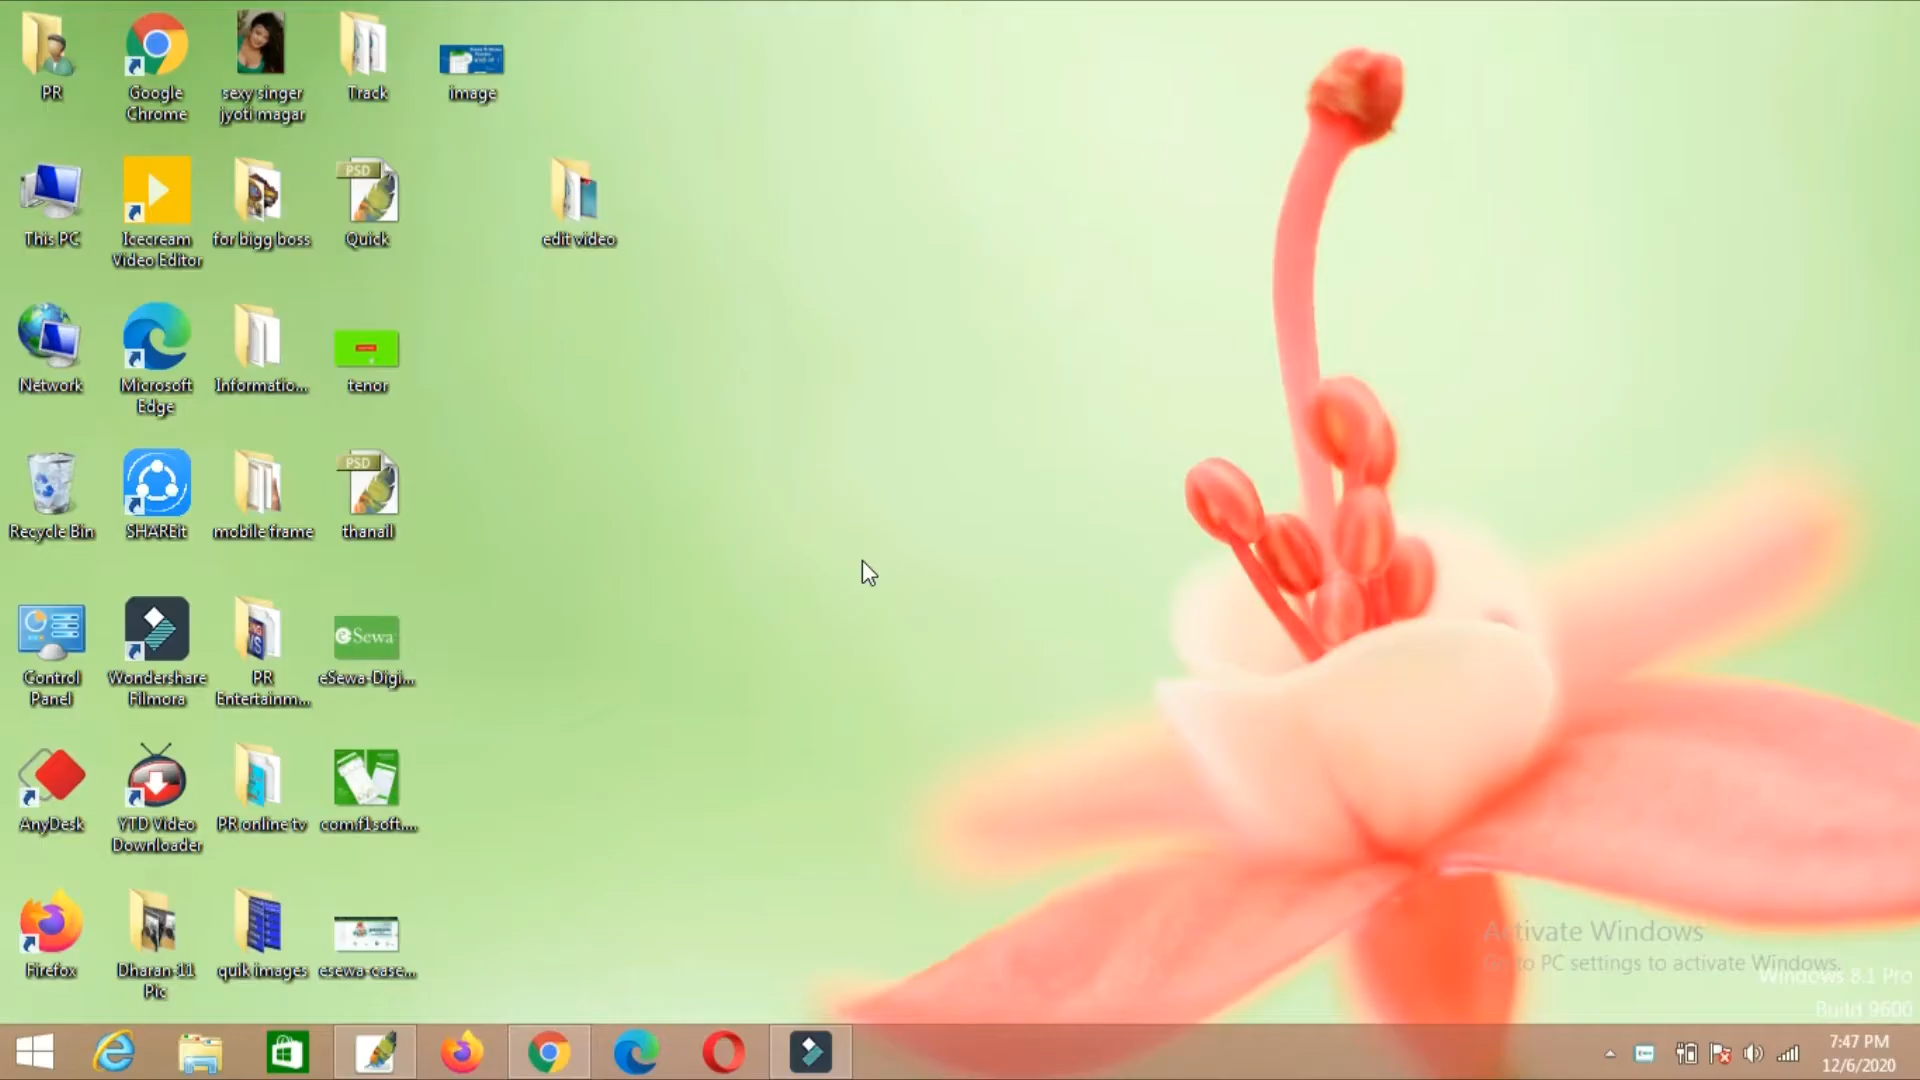 PR
Google
Chrome
sexy singer
jyoti magar
Track
image
This PC
Icecream
Video Editor
for bigg boss
PSD
Quick
edit video
Network
Microsoft
Edge
Informatio...
tenor
Recycle Bin
SHAREit
mobile frame
PSD
thanail
Control
Panel
Wondershare
Filmora
PR
Entertainm...
eSewa
eSewa-Digi...
AnyDesk
YTD Video
Downloader
PR online tv
com.f1soft....
Firefox
Dharan-11
Pic
quik images
esewa-case...
Activate Windows
Go to PC settings to activate Windows.
Windows 8.1 Pro
Build 9600
7:47 PM
12/6/2020